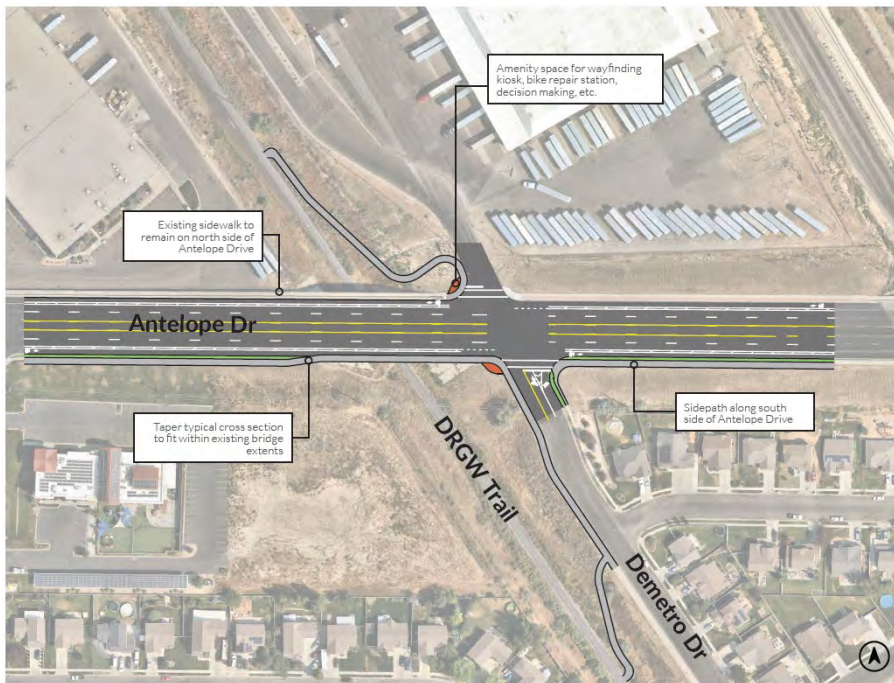 Amenity space for wayfinding
kiosk, bike repair station,
decision making, etc.
Existing sidewalk to
remain on north side of
Antelope Drive
Antelope Dr
Taper typical cross section
to fit within existing bridge
extents
Sidepath along south
side of Antelope Drive
DRGW Trail
Demetro Dr